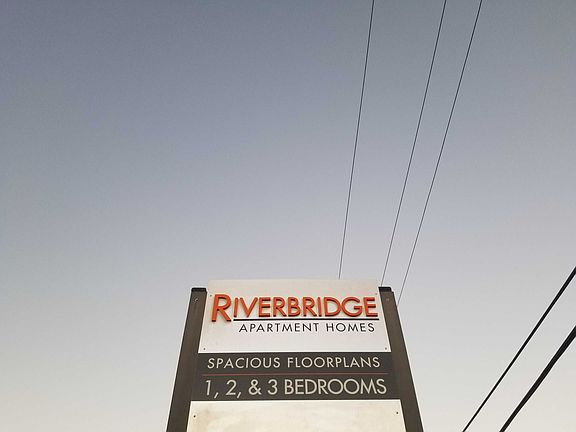 RIVERBRIDGE
APARTMENT HOMES
SPACIOUS FLOORPLANS
1, 2, & 3 BEDROOMS